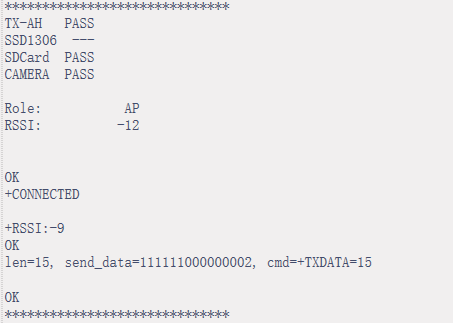 ******************************
TX-AH   PASS
SSD1306  ---
SDCard  PASS
CAMERA  PASS
Role:           AP
RSSI:          -12
OK
+CONNECTED
+RSSI:-9
OK
len=15, send_data=111111000000002, cmd=+TXDATA=15
OK
******************************